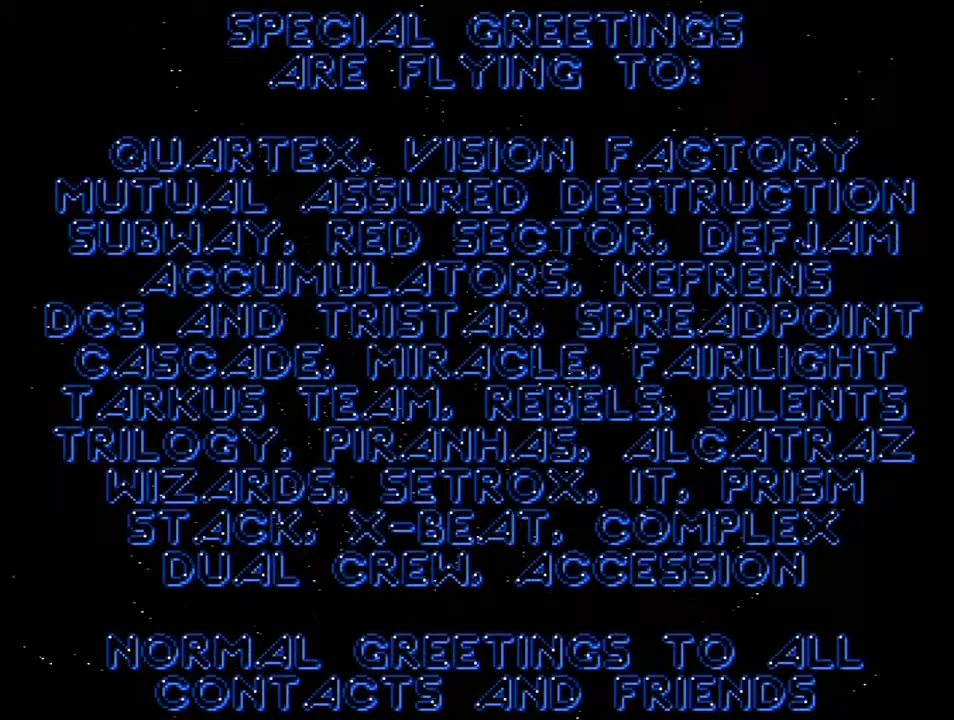 SPECIAL GREETINGS
ARE FLYING TO:
QUARTEX, VISION FACTORY
MUTUAL ASSURED DESTRUCTION
SUBWAY, RED SECTOR, DEFJAM
ACCUMULATORS, KEFRENS
DCS AND TRISTAR, SPREADPOINT
CASCADE, MIRACLE, FAIRLIGHT
TARKUS TEAM, REBELS, SILENTS
TRILOGY, PIRANHAS, ALCATRAZ
WIZARDS, SETROX, IT, PRISM
STACK, X-BEAT, COMPLEX
DUAL CREW, ACCESSION
NORMAL GREETINGS TO ALL
CONTACTS AND FRIENDS